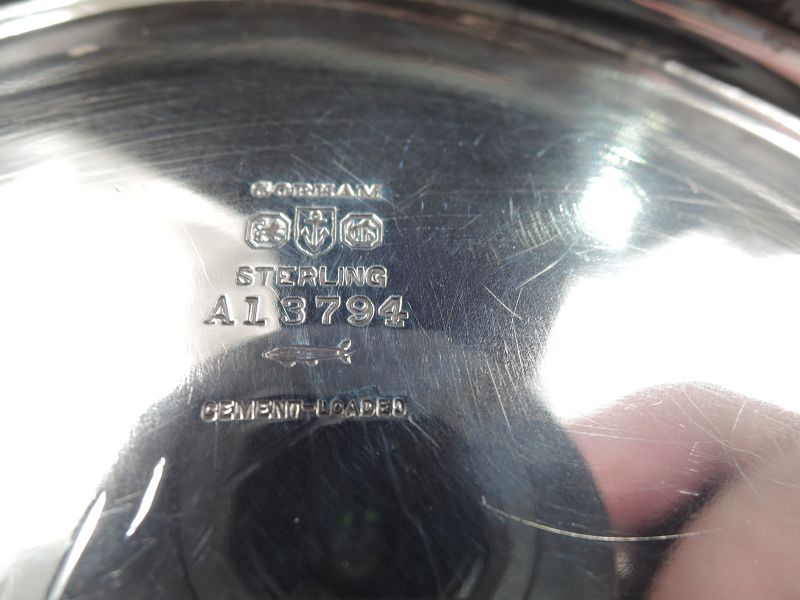 GORHAM
STERLING
A13794
CEMENT-LOADED